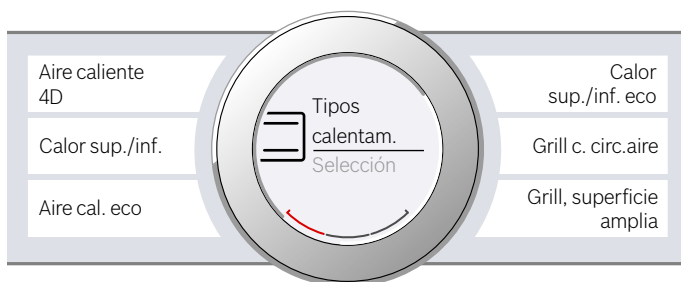 Aire caliente
4D
Calor sup./inf.
Aire cal. eco
Tipos
calentam.
Selección
Calor
sup./inf. eco
Grill c. circ.aire
Grill, superficie
amplia